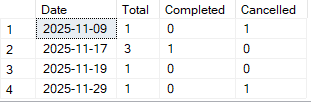 Date Total Completed Cancelled
1 2025-11-09 1 0 1
2 2025-11-17 3 1 0
3 2025-11-19 1 0 0
4 2025-11-29 1 0 1